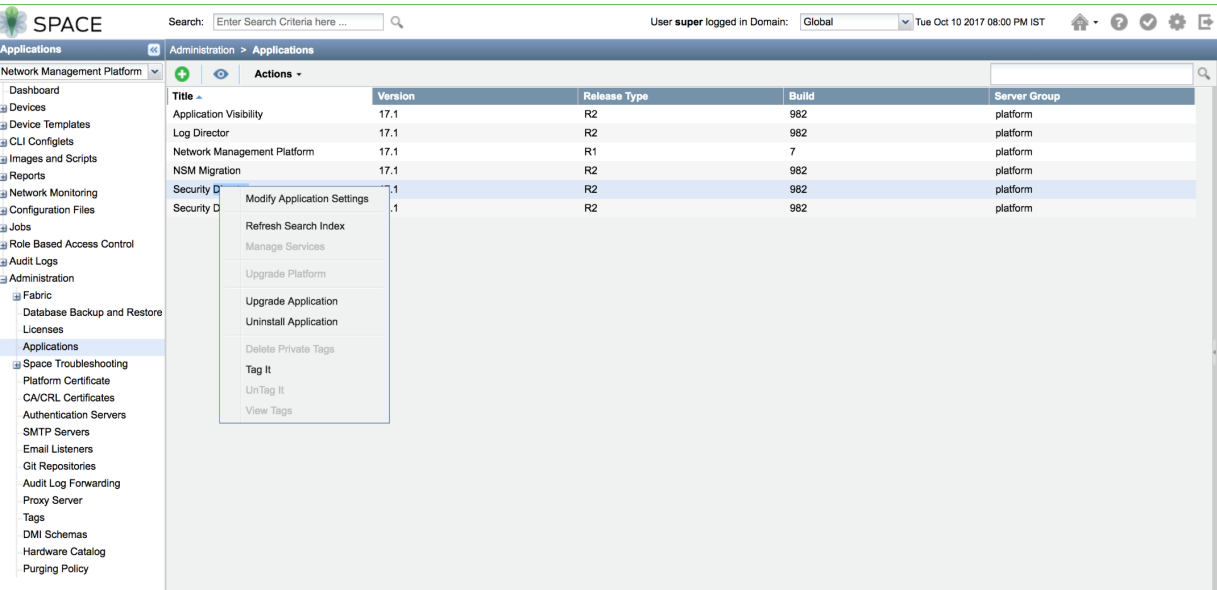 SPACE
Search: Enter Search Criteria here ...
User super logged in Domain: Global Tue Oct 10 2017 08:00 PM IST
Applications
Administration > Applications
Network Management Platform
Actions
Dashboard
Devices
Device Templates
CLI Configlets
Images and Scripts
Reports
Network Monitoring
Configuration Files
Jobs
Role Based Access Control
Audit Logs
Administration
Fabric
Database Backup and Restore
Licenses
Applications
Space Troubleshooting
Platform Certificate
CA/CRL Certificates
Authentication Servers
SMTP Servers
Email Listeners
Git Repositories
Audit Log Forwarding
Proxy Server
Tags
DMI Schemas
Hardware Catalog
Purging Policy
Title Version Release Type Build Server Group
Application Visibility 17.1 R2 982 platform
Log Director 17.1 R2 982 platform
Network Management Platform 17.1 R1 7 platform
NSM Migration 17.1 R2 982 platform
Security D .1 R2 982 platform
Security D .1 R2 982 platform
Modify Application Settings
Refresh Search Index
Manage Services
Upgrade Platform
Upgrade Application
Uninstall Application
Delete Private Tags
Tag It
UnTag It
View Tags